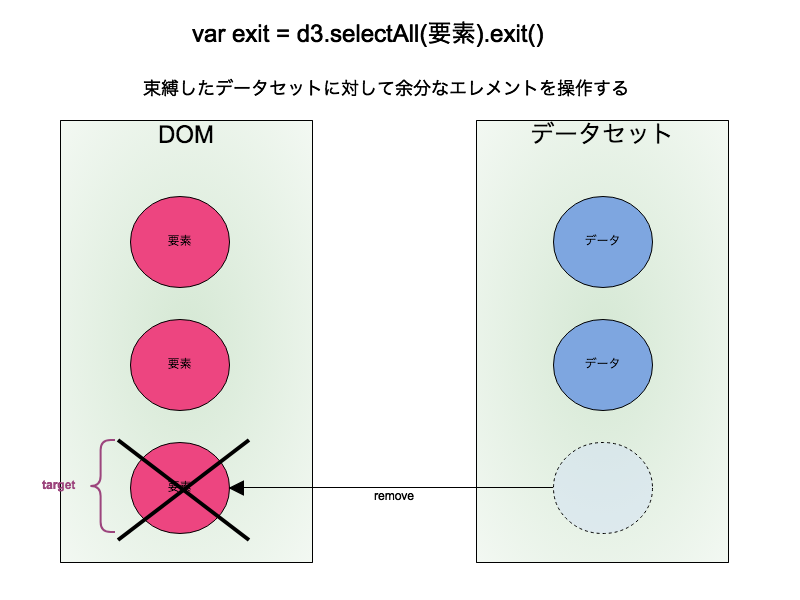 var exit = d3.selectAll(要素).exit()
束縛したデータセットに対して余分なエレメントを操作する
DOM
データセット
要素
データ
要素
データ
target
要素
remove